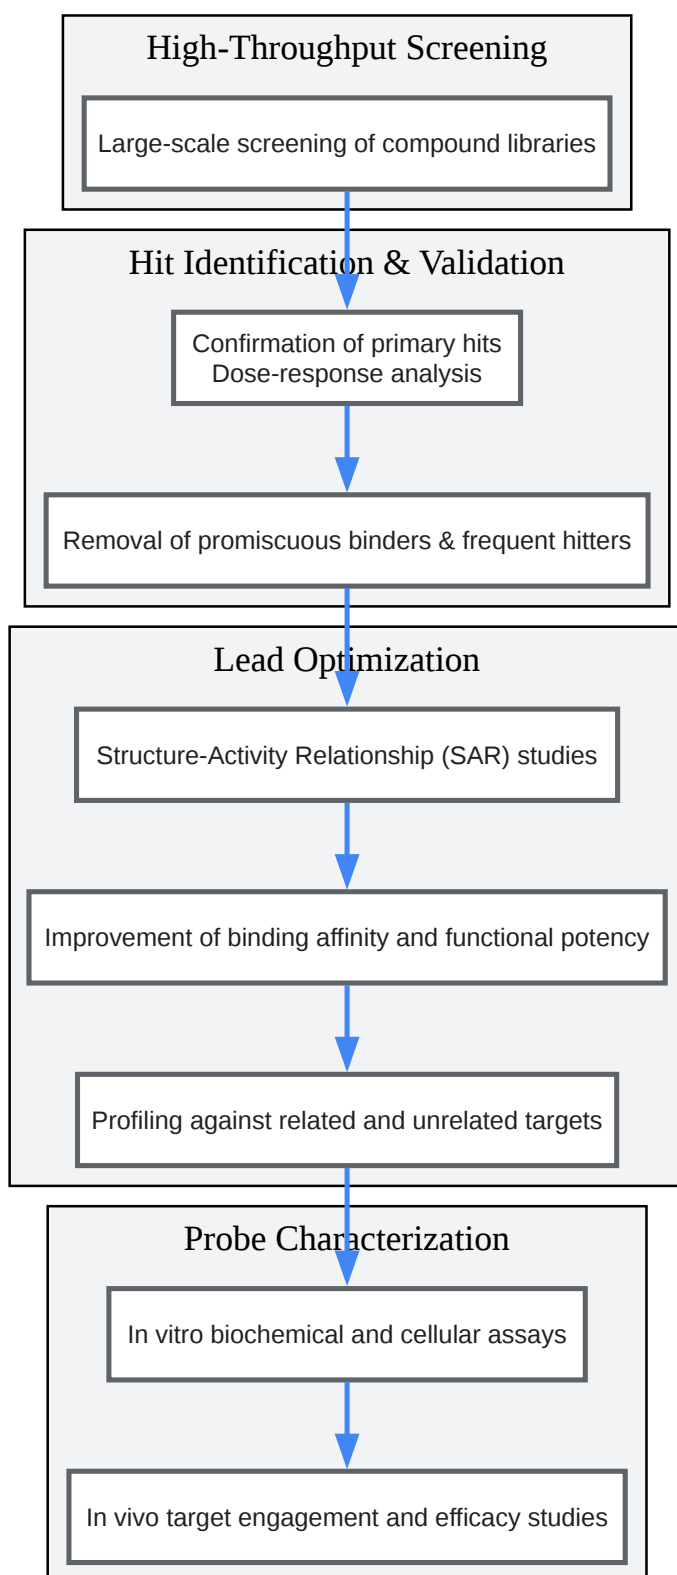 High-Throughput Screening
Large-scale screening of compound libraries
Hit Identification & Validation
Confirmation of primary hits
Dose-response analysis
Removal of promiscuous binders & frequent hitters
Lead Optimization
Structure-Activity Relationship (SAR) studies
Improvement of binding affinity and functional potency
Profiling against related and unrelated targets
Probe Characterization
In vitro biochemical and cellular assays
In vivo target engagement and efficacy studies